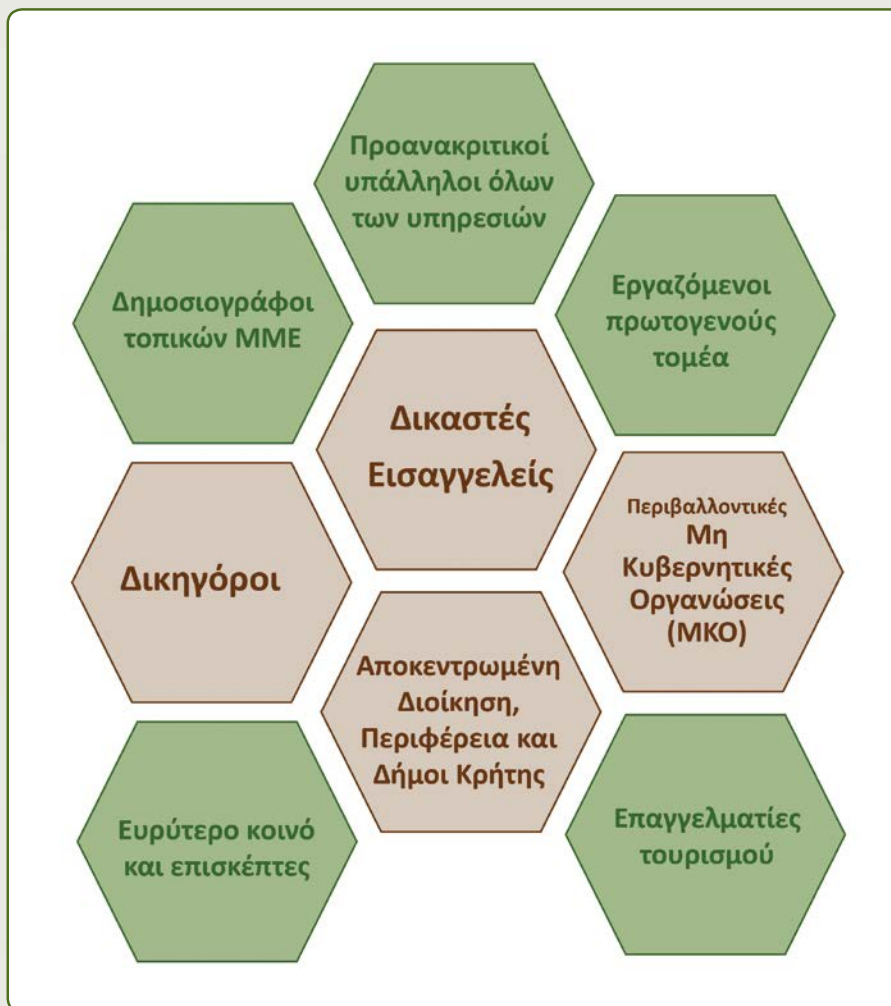 Προανακριτικοί
υπάλληλοι όλων
των υπηρεσιών
Δημοσιογράφοι
τοπικών ΜΜΕ
Εργαζόμενοι
πρωτογενούς
τομέα
Δικαστές
Εισαγγελείς
Δικηγόροι
Περιβαλλοντικές
Μη
Κυβερνητικές
Οργανώσεις
(ΜΚΟ)
Αποκεντρωμένη
Διοίκηση,
Περιφέρεια και
Δήμοι Κρήτης
Ευρύτερο κοινό
και επισκέπτες
Επαγγελματίες
τουρισμού